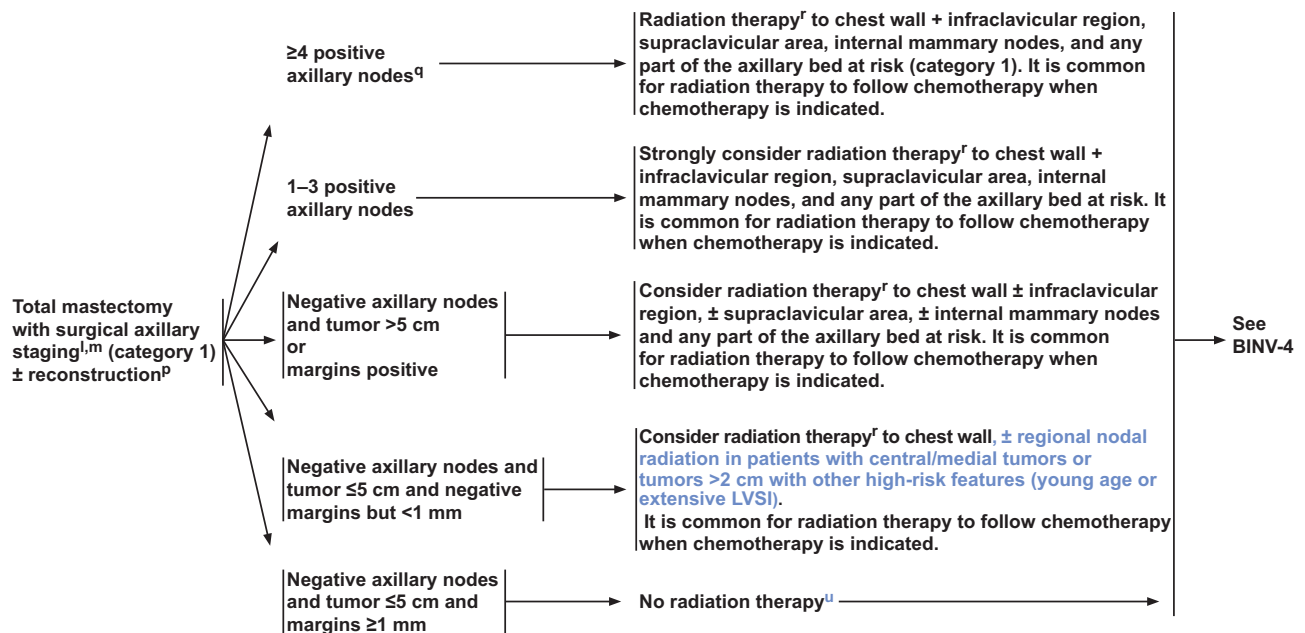 Total mastectomy
with surgical axillary
stagingl,m (category 1)
± reconstructionp
≥4 positive
axillary nodesq
Radiation therapyr to chest wall + infraclavicular region,
supraclavicular area, internal mammary nodes, and any
part of the axillary bed at risk (category 1). It is common
for radiation therapy to follow chemotherapy when
chemotherapy is indicated.
1–3 positive
axillary nodes
Strongly consider radiation therapyr to chest wall +
infraclavicular region, supraclavicular area, internal
mammary nodes, and any part of the axillary bed at risk. It
is common for radiation therapy to follow chemotherapy
when chemotherapy is indicated.
Negative axillary nodes
and tumor >5 cm
or
margins positive
Consider radiation therapyr to chest wall ± infraclavicular
region, ± supraclavicular area, ± internal mammary nodes
and any part of the axillary bed at risk. It is common
for radiation therapy to follow chemotherapy when
chemotherapy is indicated.
Negative axillary nodes and
tumor ≤5 cm and negative
margins but <1 mm
Consider radiation therapyr to chest wall, ± regional nodal
radiation in patients with central/medial tumors or
tumors >2 cm with other high-risk features (young age or
extensive LVSI).
It is common for radiation therapy to follow chemotherapy
when chemotherapy is indicated.
Negative axillary nodes
and tumor ≤5 cm and
margins ≥1 mm
No radiation therapyu
See
BINV-4